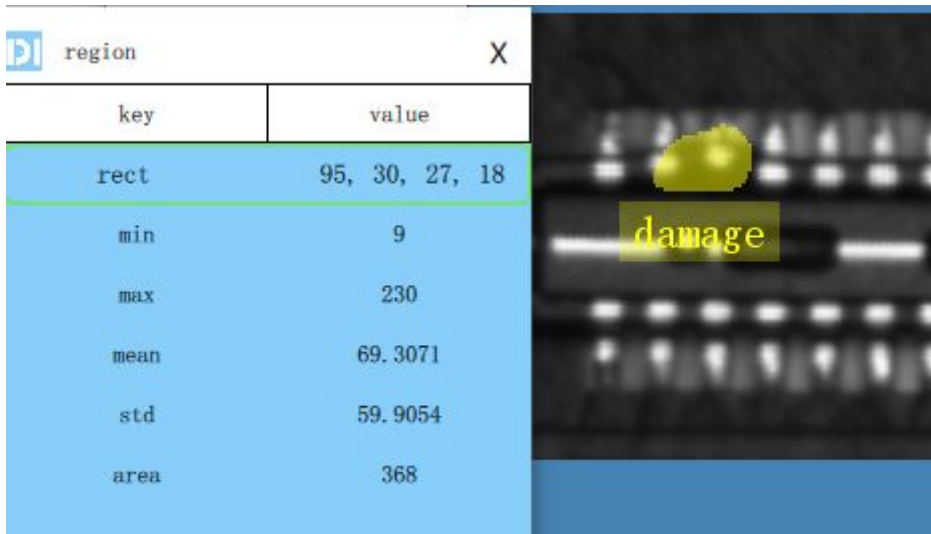 DI region X
key value
rect 95, 30, 27, 18
min 9
max 230
mean 69.3071
std 59.9054
area 368
damage